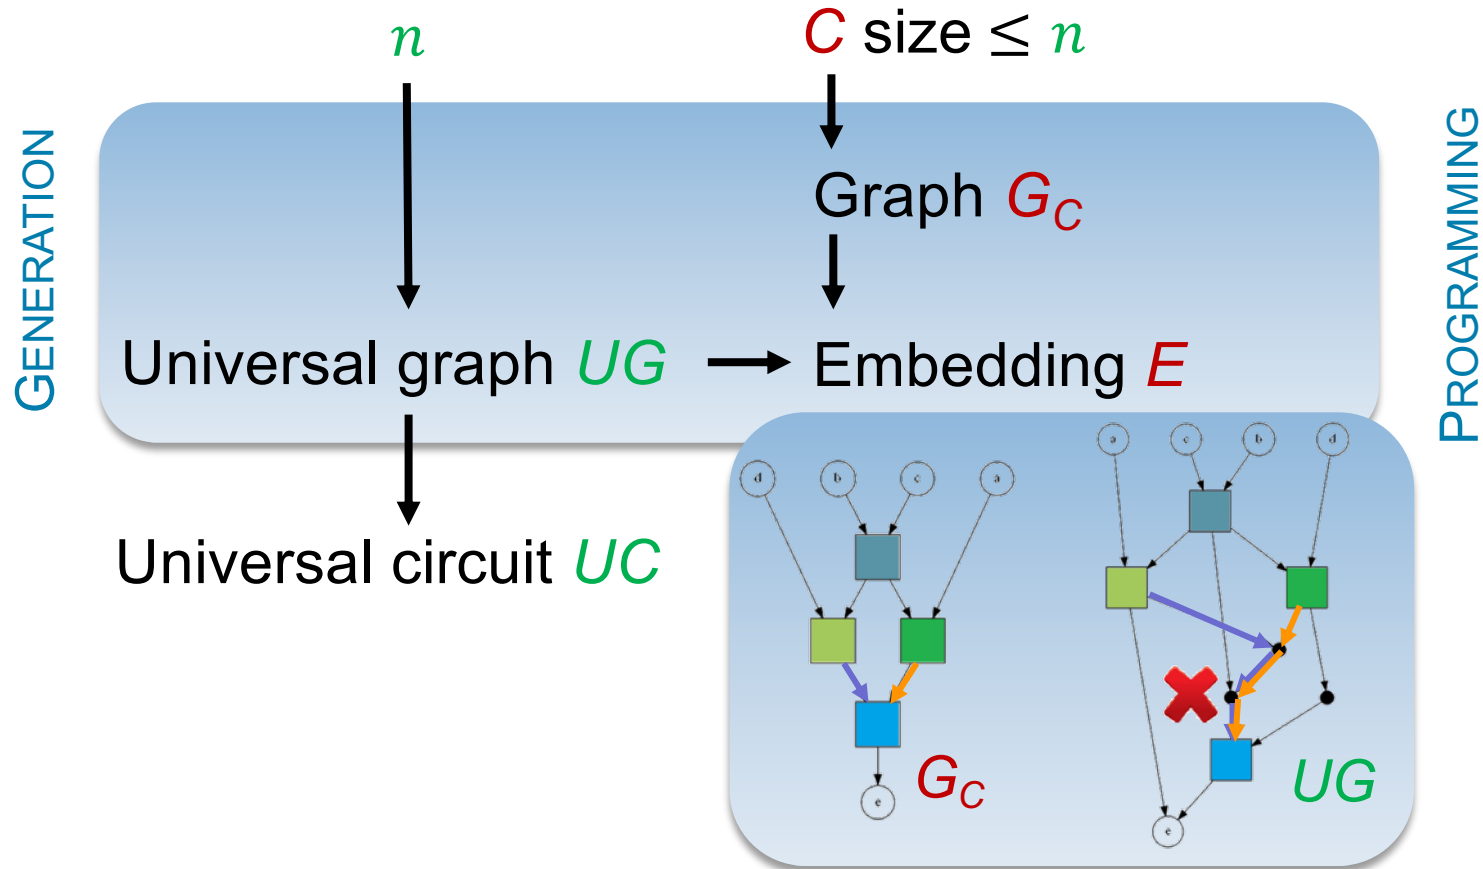 n
C size ≤ n
GENERATION
PROGRAMMING
Graph G_C
Universal graph UG
Embedding E
Universal circuit UC
a c b d
d b c a
G_C
UG
e
e